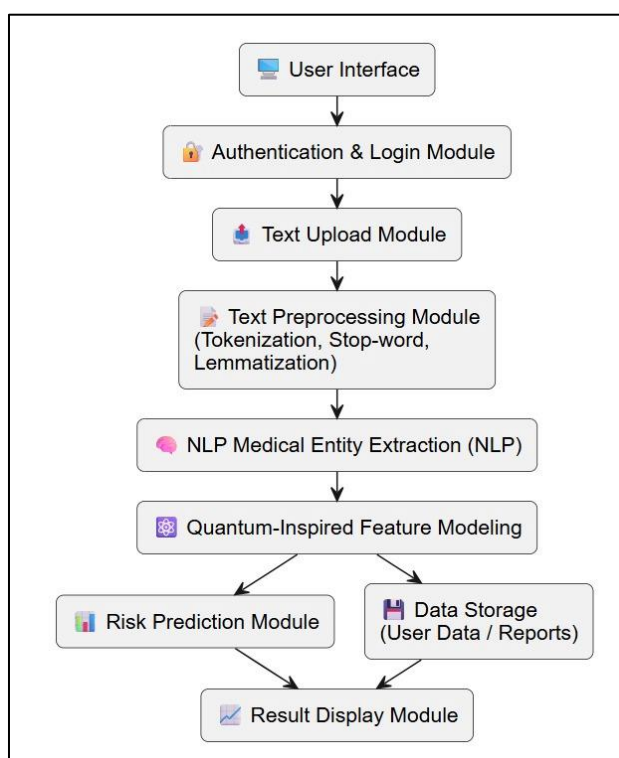 User Interface
Authentication & Login Module
Text Upload Module
Text Preprocessing Module
(Tokenization, Stop-word,
Lemmatization)
NLP Medical Entity Extraction (NLP)
Quantum-Inspired Feature Modeling
Risk Prediction Module
Data Storage
(User Data / Reports)
Result Display Module